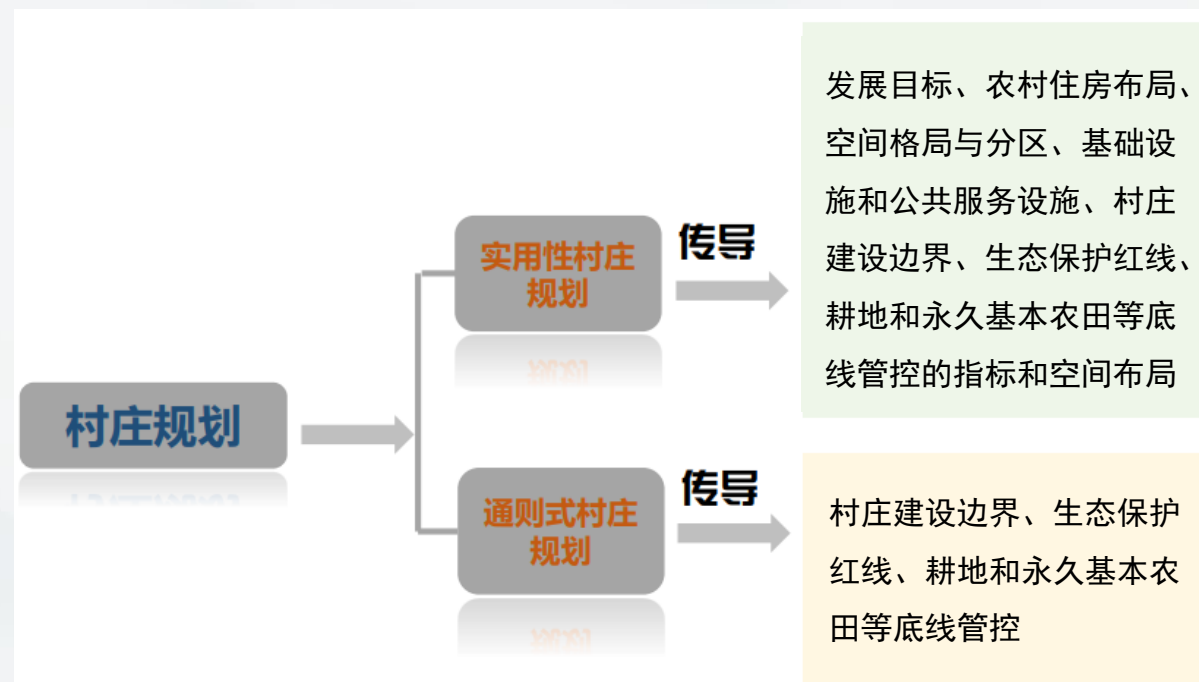 村庄规划
实用性村庄
规划
传导
发展目标、农村住房布局、
空间格局与分区、基础设
施和公共服务设施、村庄
建设边界、生态保护红线、
耕地和永久基本农田等底
线管控的指标和空间布局
通则式村庄
规划
传导
村庄建设边界、生态保护
红线、耕地和永久基本农
田等底线管控